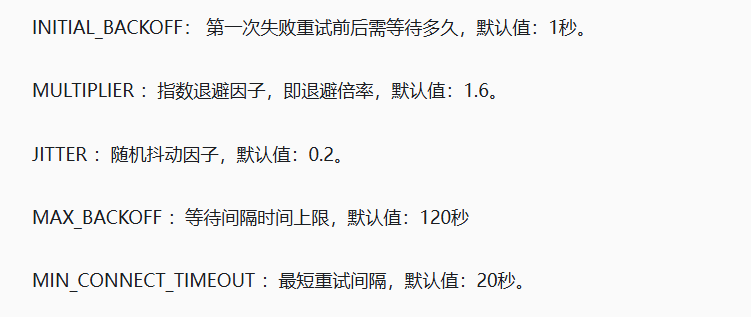 INITIAL_BACKOFF： 第一次失败重试前后需等待多久，默认值：1秒。
MULTIPLIER ：指数退避因子，即退避倍率，默认值：1.6。
JITTER ：随机抖动因子，默认值：0.2。
MAX_BACKOFF ：等待间隔时间上限，默认值：120秒
MIN_CONNECT_TIMEOUT ：最短重试间隔，默认值：20秒。